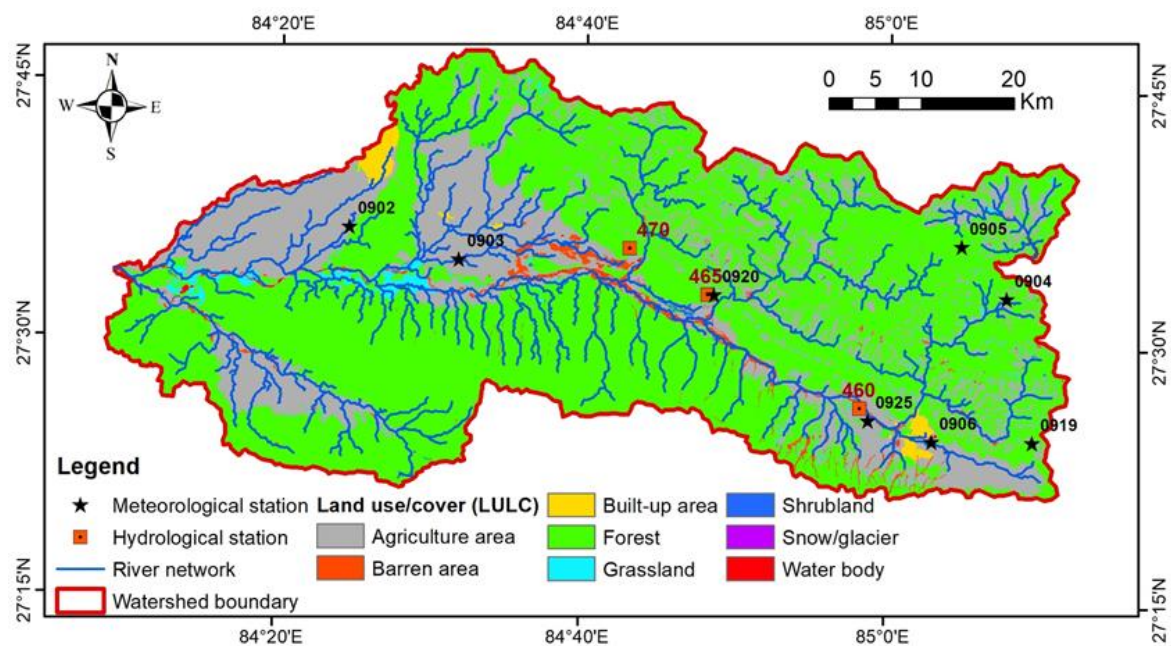 84°20'E 84°40'E 85°0'E
27°45'N
27°45'N
N
W E
S
0 5 10 20
Km
0902
0903
470
465 0920
0905
0904
27°30'N
27°30'N
460
0925
0906
0919
Legend
Meteorological station
Hydrological station
River network
Watershed boundary
Land use/cover (LULC)
Agriculture area
Barren area
Built-up area
Forest
Grassland
Shrubland
Snow/glacier
Water body
27°15'N
27°15'N
84°20'E 84°40'E 85°0'E